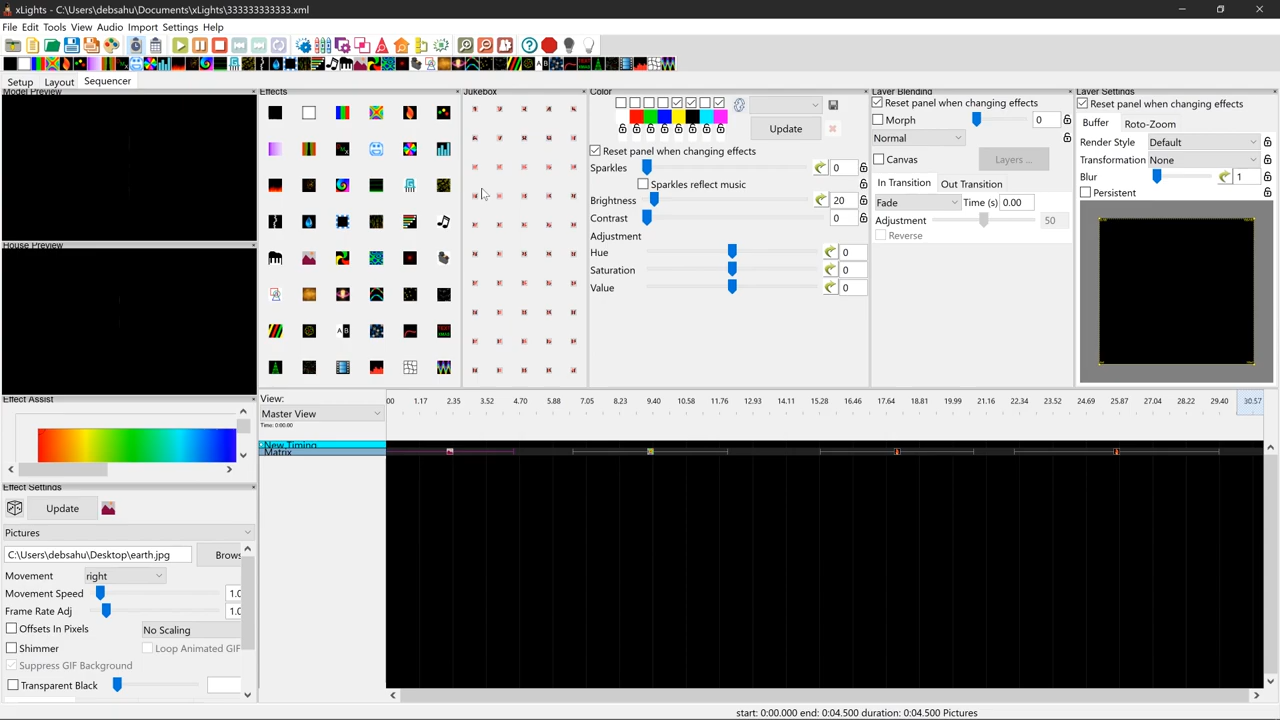 xLights - C:\Users\debsahu\Documents\xLights\333333333333.xml
File Edit Tools View Audio Import Settings Help
Setup Layout Sequencer
Model Preview
Effects
Jukebox
Color
Layer Blending
Layer Settings
Update
Reset panel when changing effects
Sparkles 0
Sparkles reflect music
Brightness 20
Contrast 0
Adjustment
Hue 0
Saturation 0
Value 0
Reset panel when changing effects
Morph 0
Normal
Canvas Layers ...
In Transition Out Transition
Fade Time (s) 0.00
Adjustment 50
Reverse
Reset panel when changing effects
Buffer Roto-Zoom
Render Style Default
Transformation None
Blur 1
Persistent
House Preview
Effect Assist
View:
Master View
Time: 0:00.00
00 1.17 2.35 3.52 4.70 5.88 7.05 8.23 9.40 10.58 11.76 12.93 14.11 15.28 16.46 17.64 18.81 19.99 21.16 22.34 23.52 24.69 25.87 27.04 28.22 29.40 30.57
New Timing
Matrix
Effect Settings
Update
Pictures
C:\Users\debsahu\Desktop\earth.jpg Brows
Movement right
Movement Speed 1.0
Frame Rate Adj 1.0
Offsets In Pixels No Scaling
Shimmer Loop Animated GIF
Suppress GIF Background
Transparent Black
start: 0:00.000 end: 0:04.500 duration: 0:04.500 Pictures